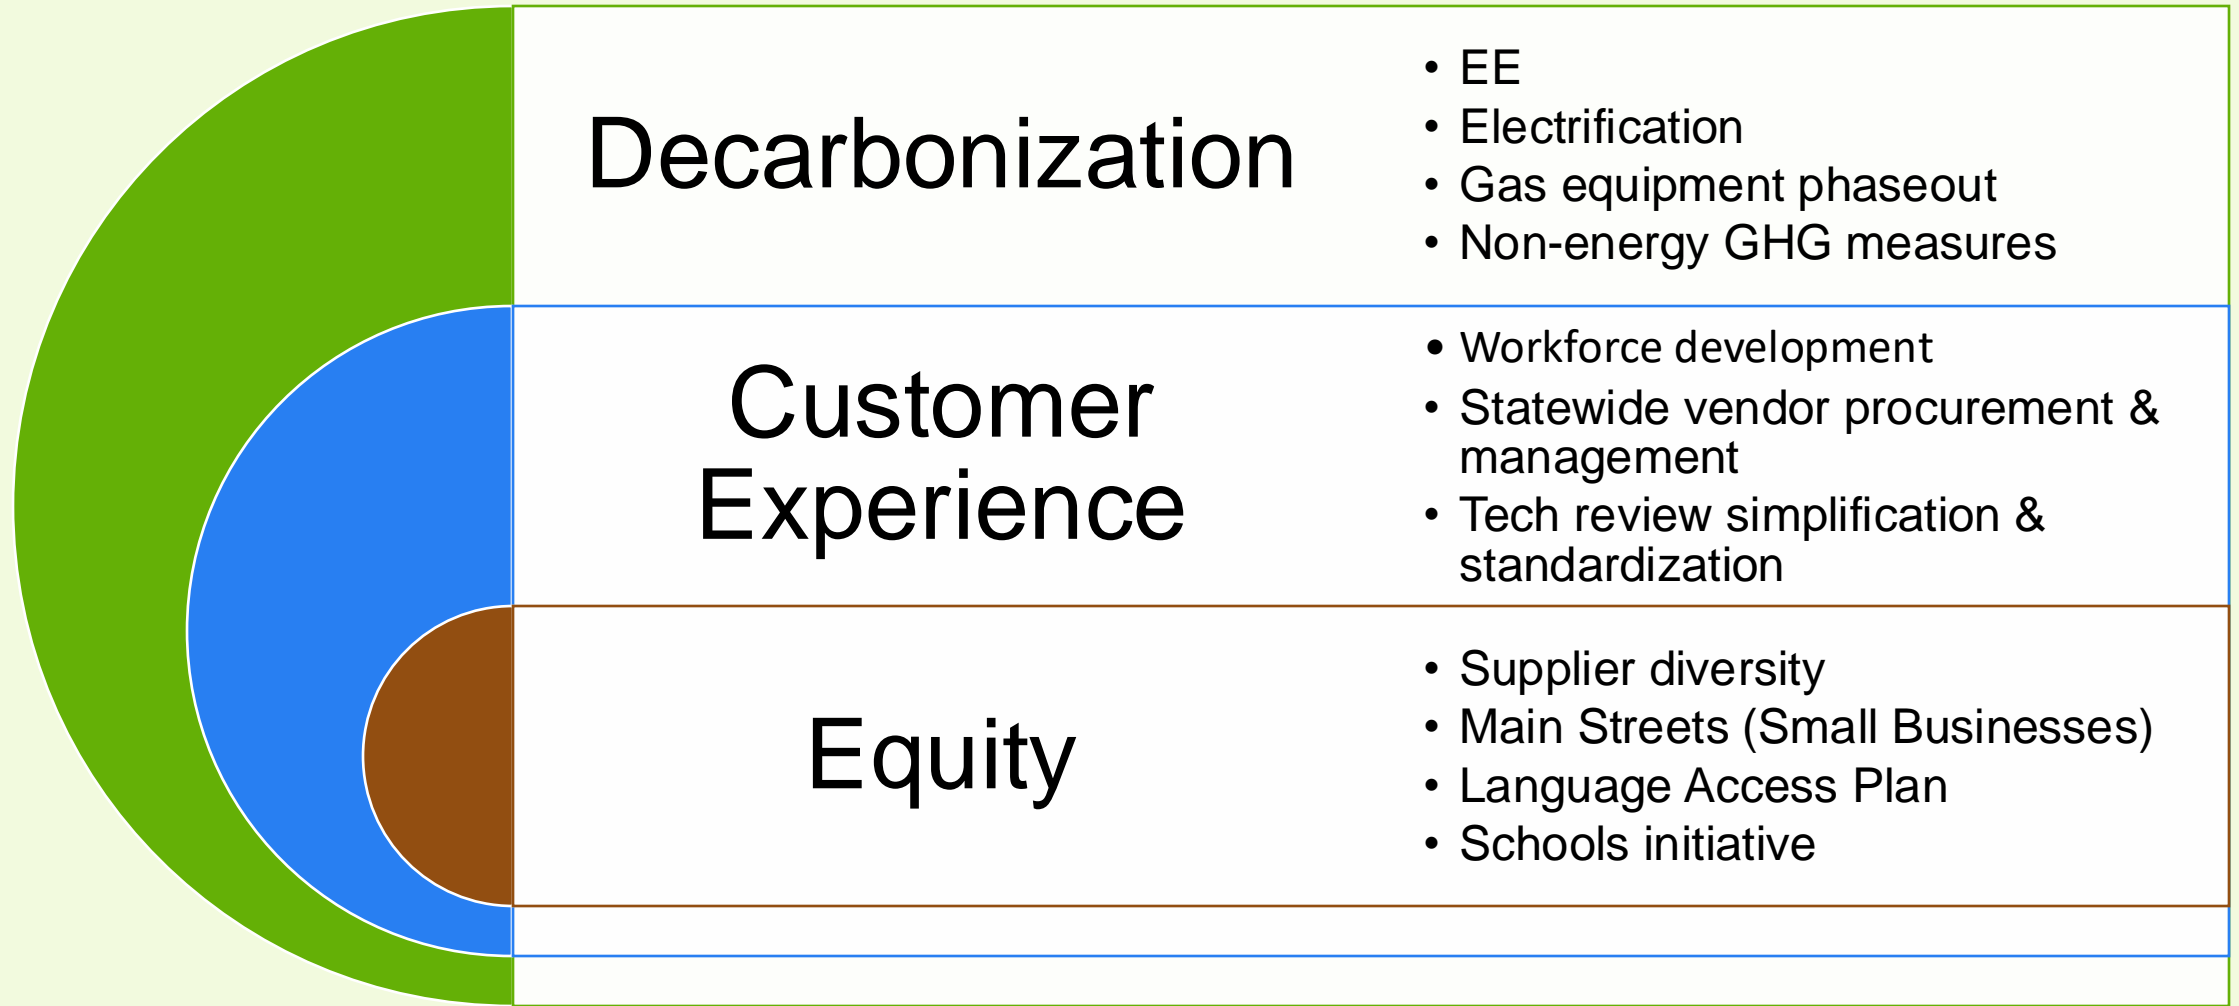 Decarbonization
• EE
• Electrification
• Gas equipment phaseout
• Non-energy GHG measures
Customer
Experience
• Workforce development
• Statewide vendor procurement &
management
• Tech review simplification &
standardization
Equity
• Supplier diversity
• Main Streets (Small Businesses)
• Language Access Plan
• Schools initiative